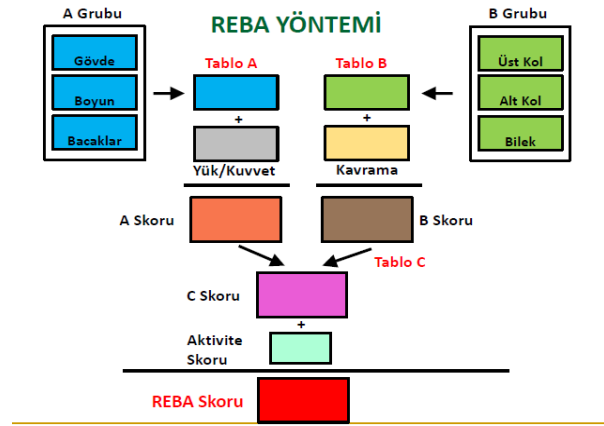 REBA YÖNTEMİ
A Grubu
B Grubu
Gövde
Boyun
Bacaklar
Tablo A
Tablo B
Üst Kol
Alt Kol
Bilek
+
+
Yük/Kuvvet
Kavrama
A Skoru
B Skoru
Tablo C
C Skoru
+
Aktivite
Skoru
REBA Skoru